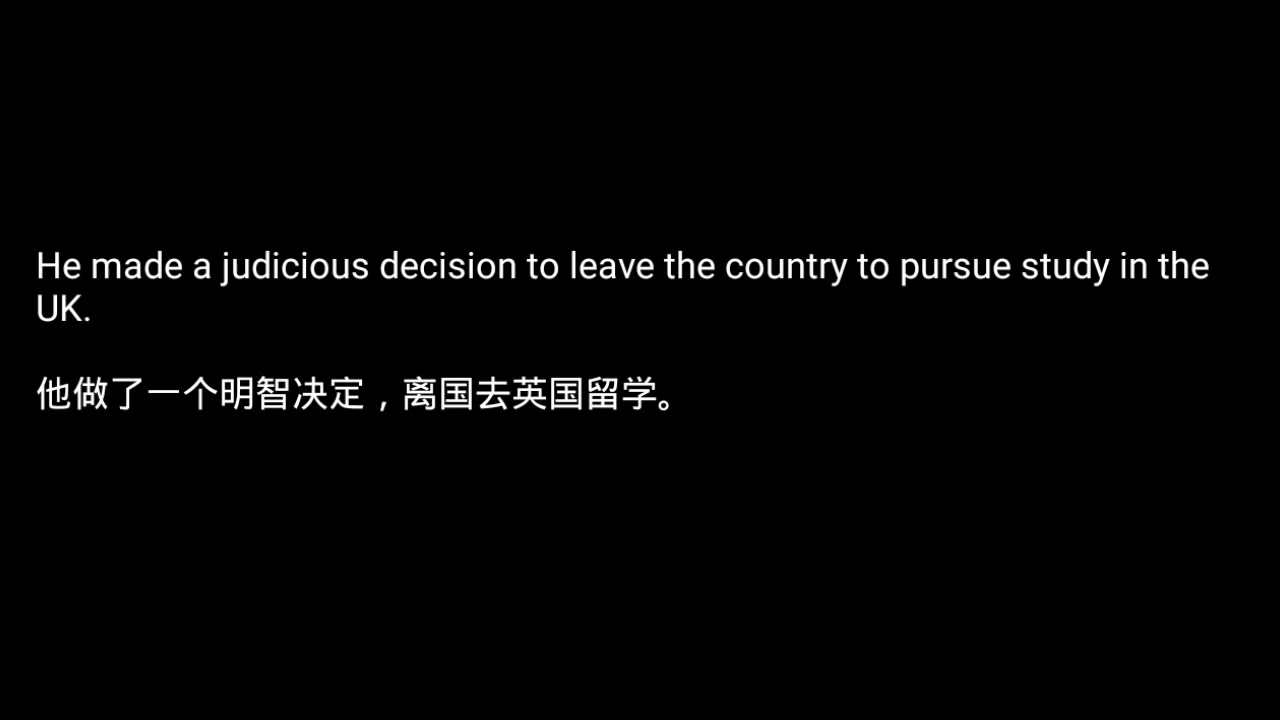 He made a judicious decision to leave the country to pursue study in the
UK.
他做了一个明智决定，离国去英国留学。